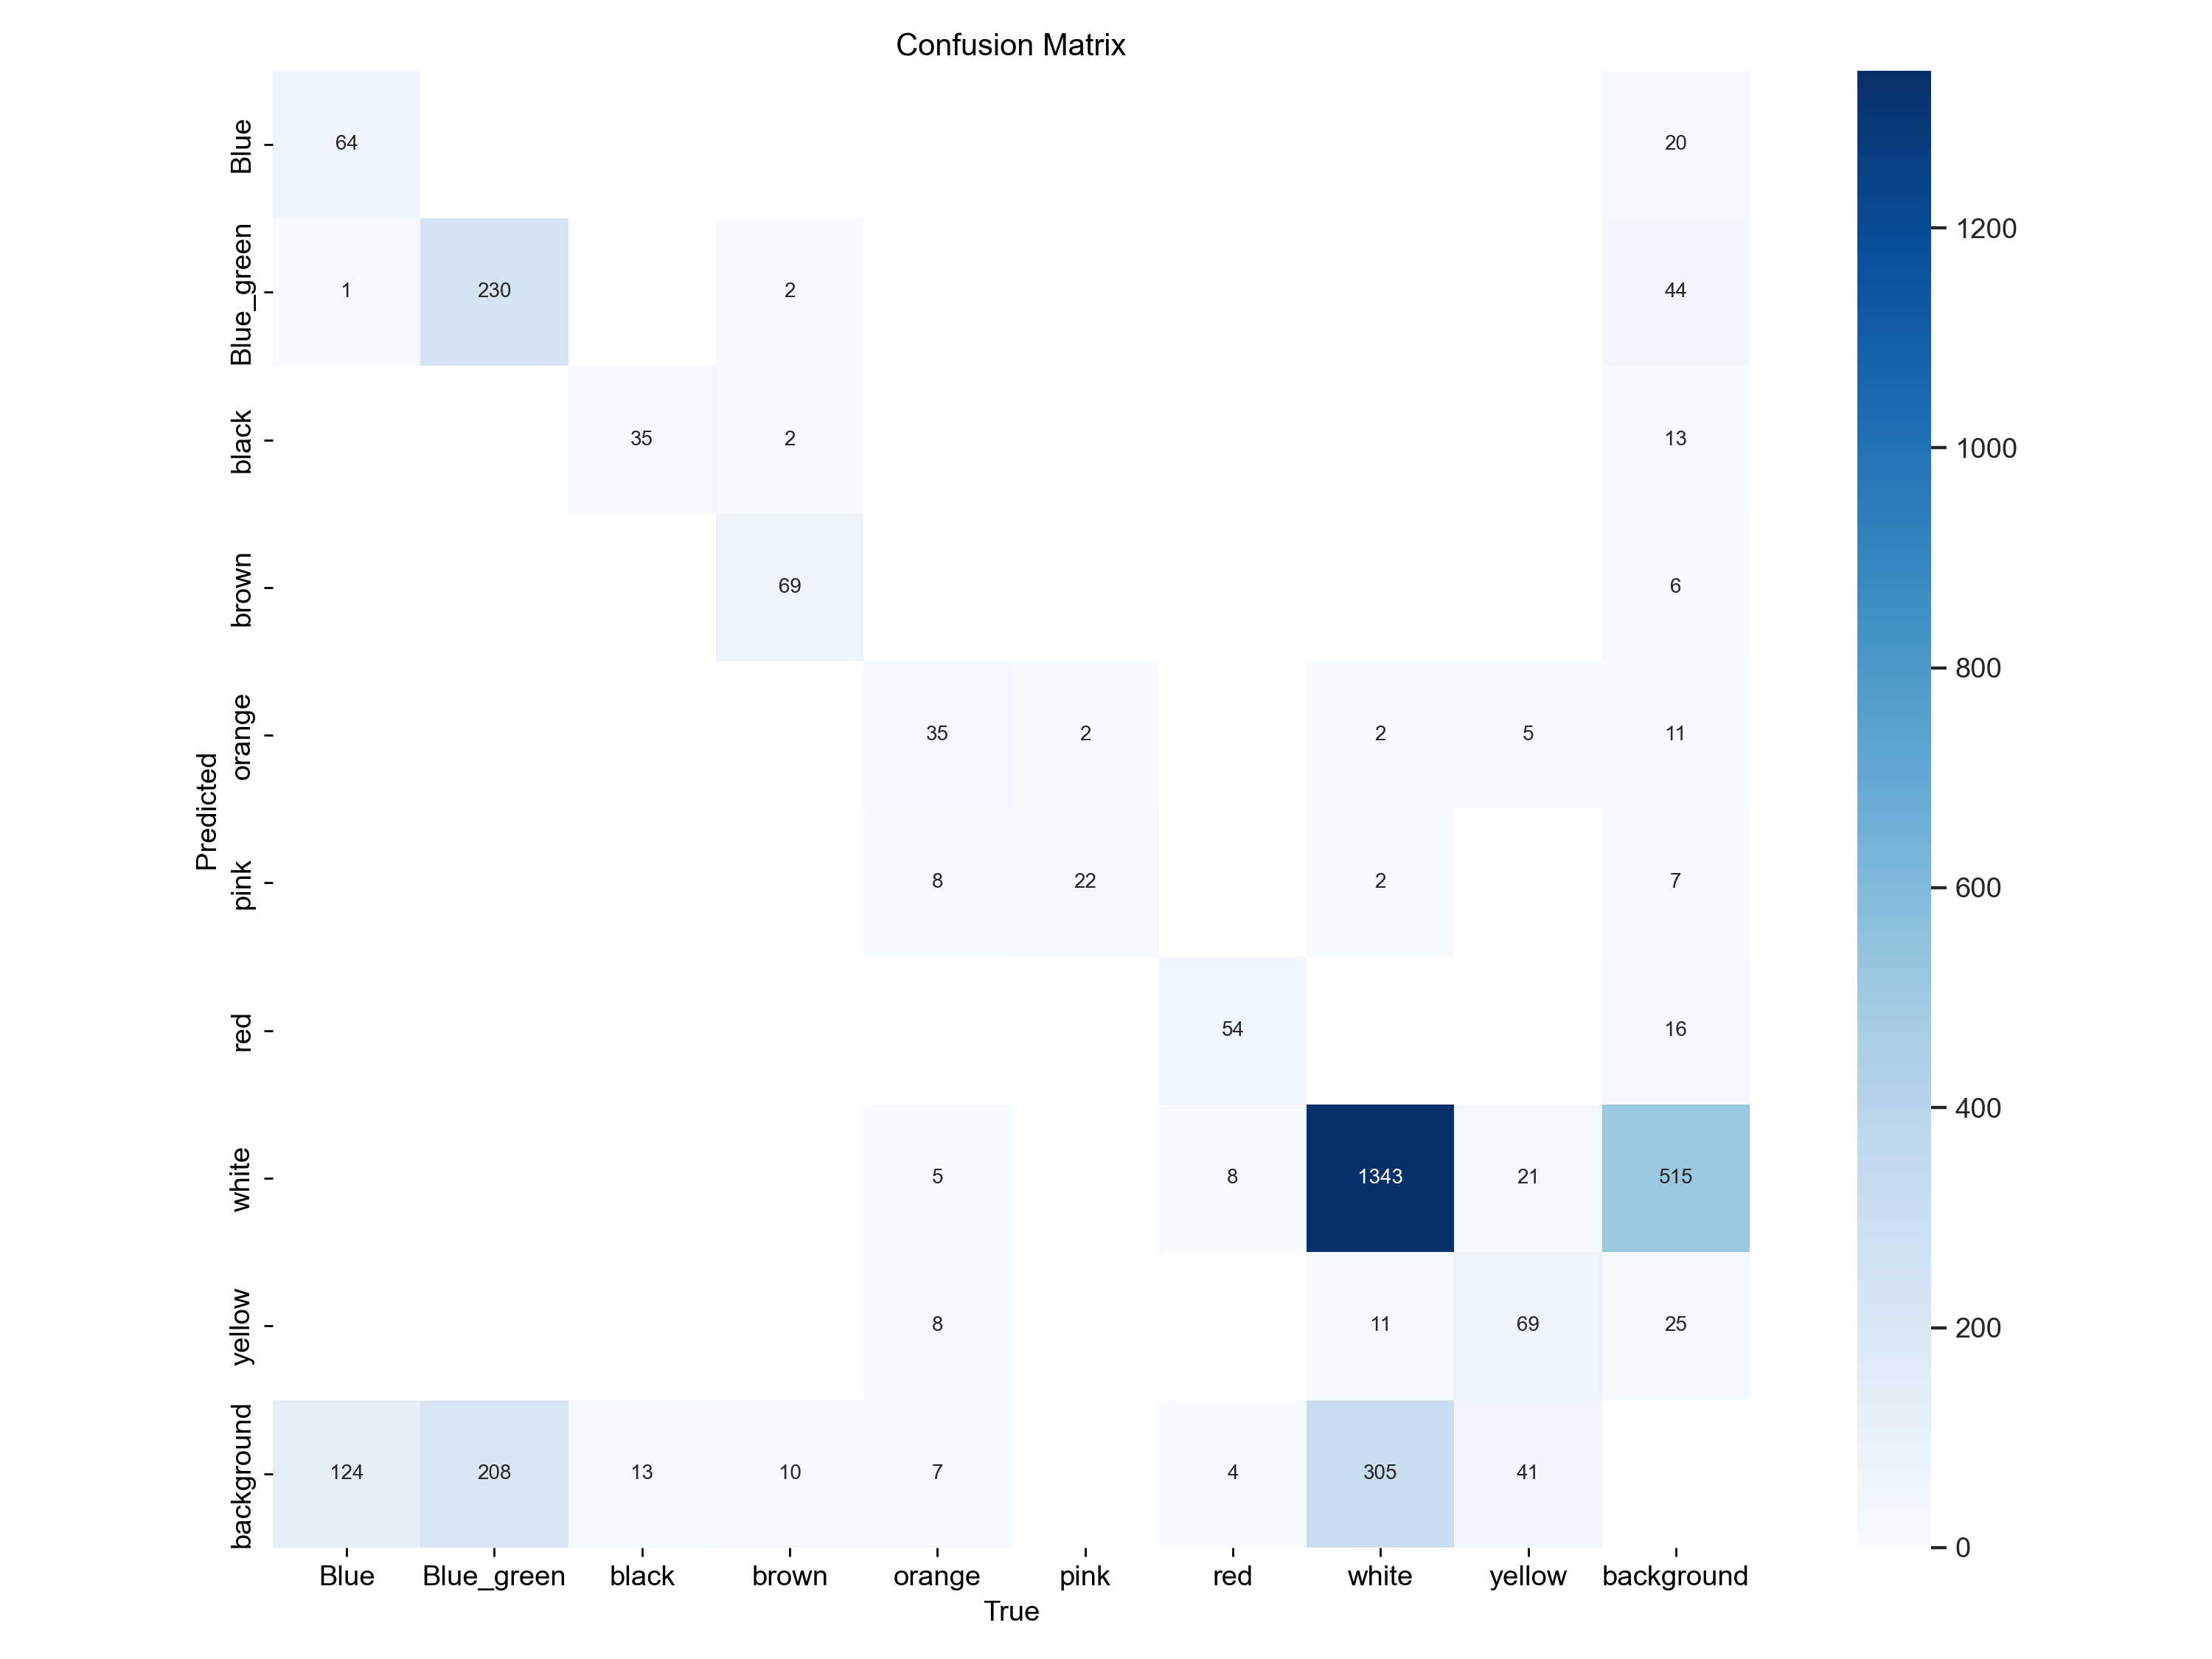 Confusion Matrix
Blue 64 20
Blue_green 1 230 2 44
black 35 2 13
brown 69 6
orange 35 2 2 5 11
pink 8 22 2 7
red 54 16
white 5 8 1343 21 515
yellow 8 11 69 25
background 124 208 13 10 7 4 305 41
Blue Blue_green black brown orange pink red white yellow background
True
Predicted
1200
1000
800
600
400
200
0